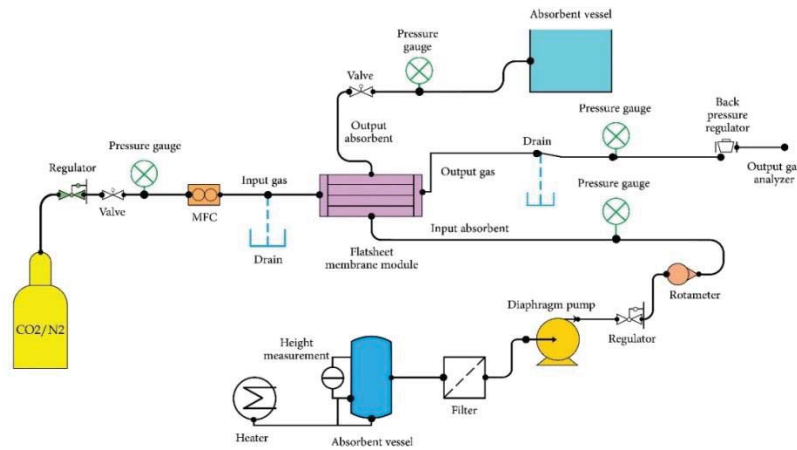 Absorbent vessel
Pressure
gauge
Valve
Output
absorbent
Pressure gauge
Back
pressure
regulator
Drain
Output gas
analyzer
Pressure gauge
Regulator
Valve
MFC
Input gas
Drain
Output gas
Pressure gauge
Flatsheet
membrane module
Input absorbent
CO2/N2
Rotameter
Diaphragm pump
Regulator
Height
measurement
Filter
Heater
Absorbent vessel